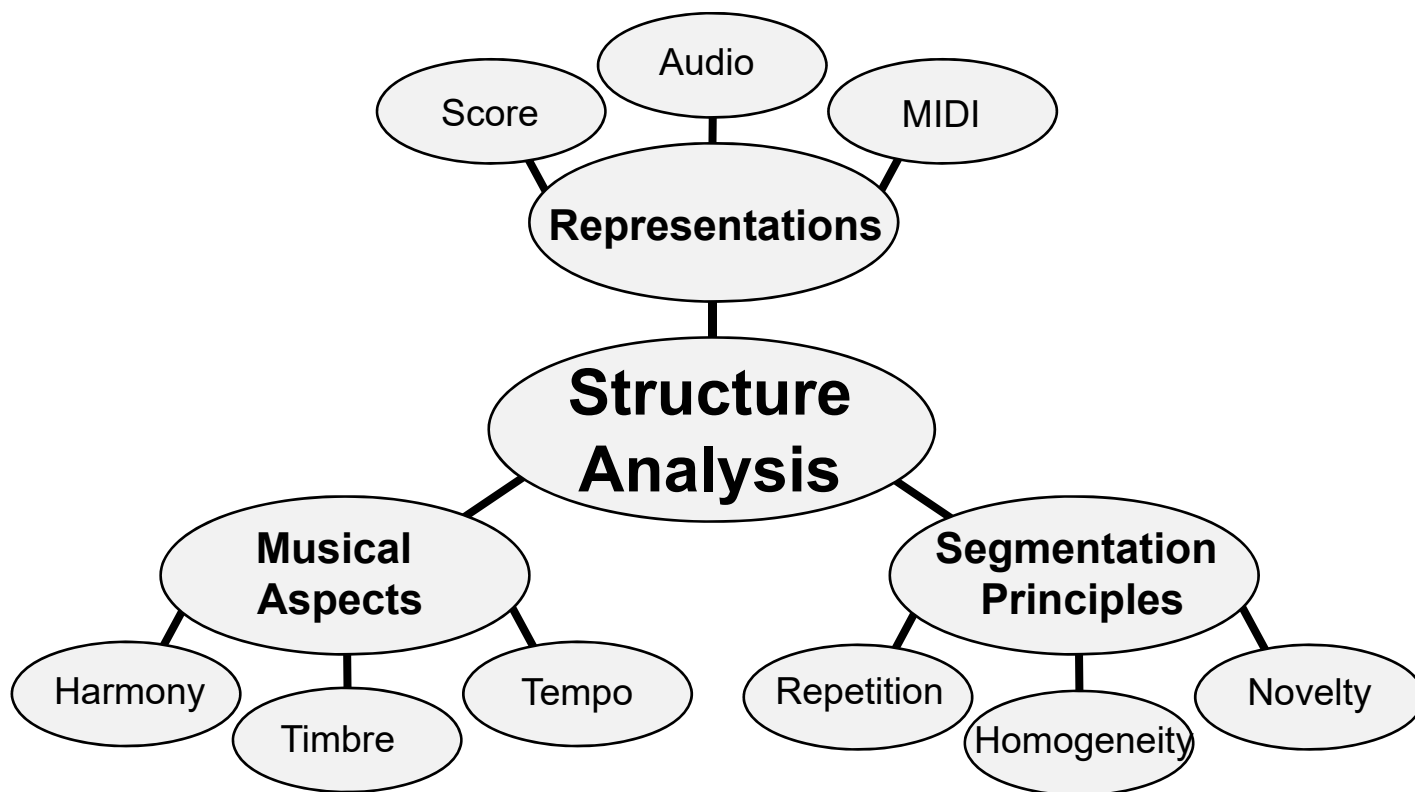 Audio
Score
MIDI
Representations
Structure
Analysis
Musical
Aspects
Harmony
Timbre
Tempo
Segmentation
Principles
Repetition
Homogeneity
Novelty